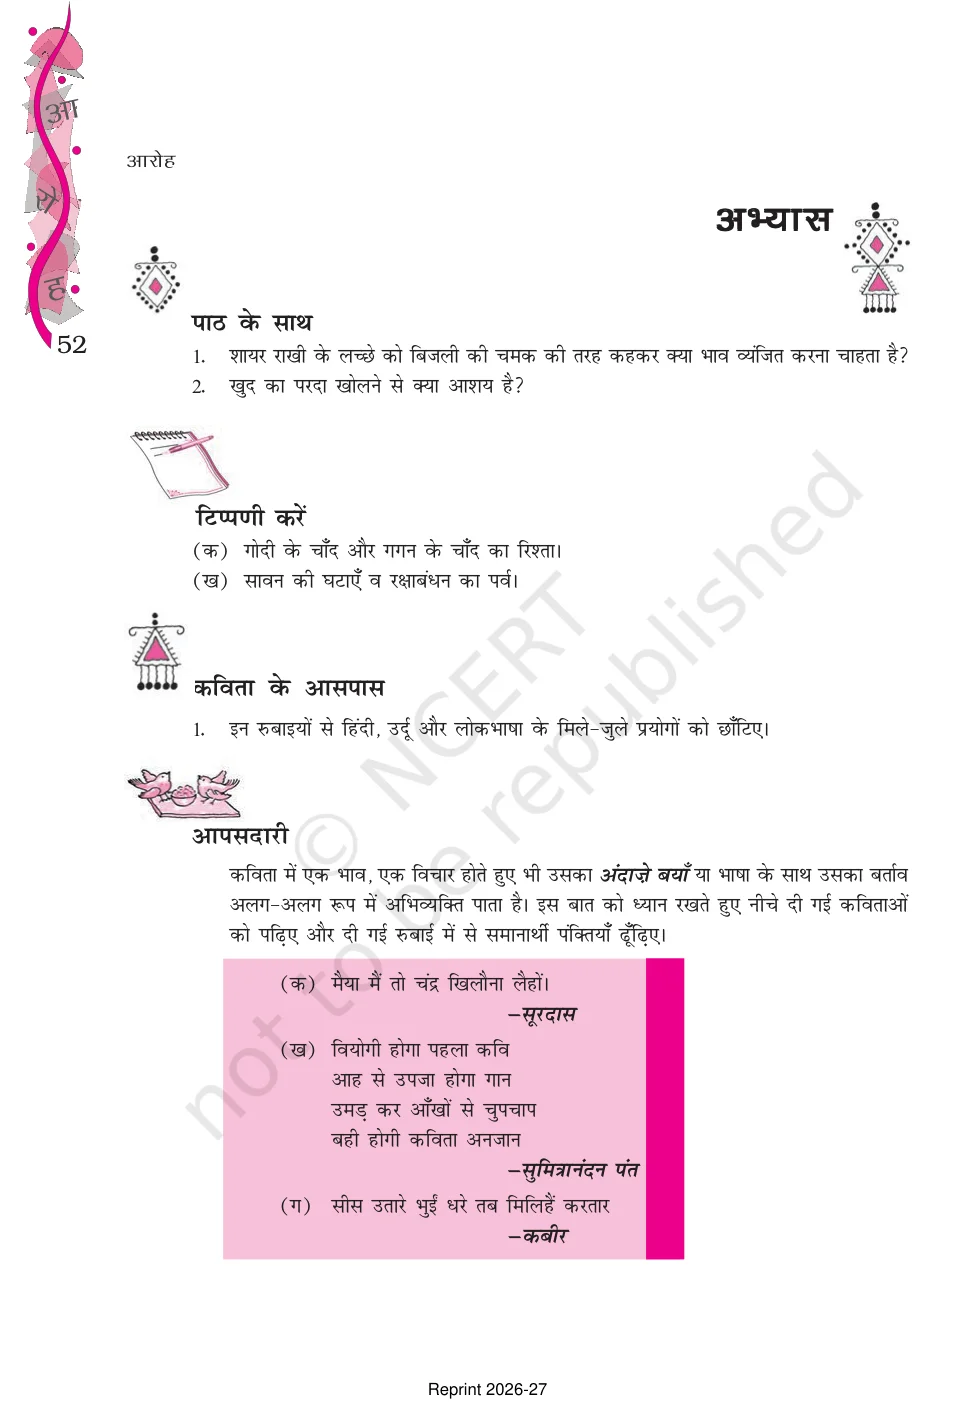 आ
रो
ह
52
आरोह
अभ्यास
पाठ के साथ
1. शायर राखी के लच्छे को बिजली की चमक की तरह कहकर क्या भाव व्यंजित करना चाहता है?
2. खुद का परदा खोलने से क्या आशय है?
टिप्पणी करें
(क) गोदी के चाँद और गगन के चाँद का रिश्ता।
(ख) सावन की घटाएँ व रक्षाबंधन का पर्व।
कविता के आसपास
1. इन रुबाइयों से हिंदी, उर्दू और लोकभाषा के मिले-जुले प्रयोगों को छाँटिए।
आपसदारी
कविता में एक भाव, एक विचार होते हुए भी उसका अंदाज़े बयाँ या भाषा के साथ उसका बर्ताव
अलग-अलग रूप में अभिव्यक्ति पाता है। इस बात को ध्यान रखते हुए नीचे दी गई कविताओं
को पढ़िए और दी गई रुबाई में से समानार्थी पंक्तियाँ ढूँढ़िए।
(क) मैया मैं तो चंद्र खिलौना लैहों।
–सूरदास
(ख) वियोगी होगा पहला कवि
आह से उपजा होगा गान
उमड़ कर आँखों से चुपचाप
बही होगी कविता अनजान
–सुमित्रानंदन पंत
(ग) सीस उतारे भुईं धरे तब मिलिहैं करतार
–कबीर
© NCERT
not to be republished
Reprint 2026-27